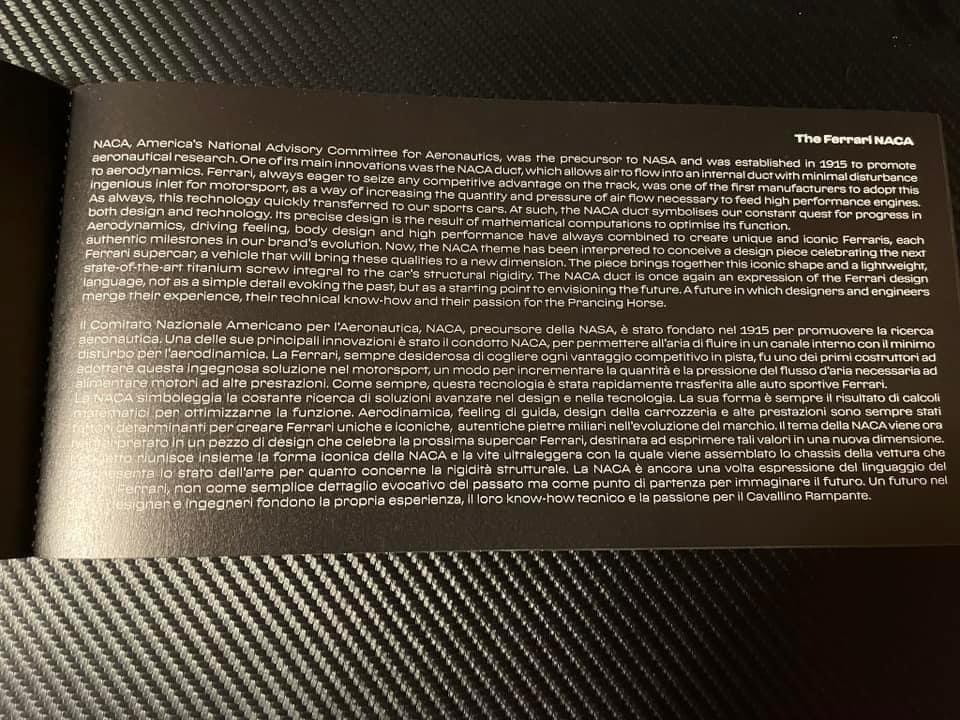 The Ferrari NACA
NACA, America's National Advisory Committee for Aeronautics, was the precursor to NASA and was established in 1915 to promote
aeronautical research. One of its main innovations was the NACA duct, which allows air to flow into an internal duct with minimal disturbance
to aerodynamics. Ferrari, always eager to seize any competitive advantage on the track, was one of the first manufacturers to adopt this
ingenious inlet for motorsport, as a way of increasing the quantity and pressure of air flow necessary to feed high performance engines.
As always, this technology quickly transferred to our sports cars. At such, the NACA duct symbolises our constant quest for progress in
both design and technology. Its precise design is the result of mathematical computations to optimise its function.
Aerodynamics, driving feeling, body design and high performance have always combined to create unique and iconic Ferraris, each
authentic milestones in our brand's evolution. Now, the NACA theme has been interpreted to conceive a design piece celebrating the next
Ferrari supercar, a vehicle that will bring these qualities to a new dimension. The piece brings together this iconic shape and a lightweight,
state-of-the-art titanium screw integral to the car's structural rigidity. The NACA duct is once again an expression of the Ferrari design
language, not as a simple detail evoking the past, but as a starting point to envisioning the future. A future in which designers and engineers
merge their experience, their technical know-how and their passion for the Prancing Horse.
Il Comitato Nazionale Americano per l'Aeronautica, NACA, precursore della NASA, è stato fondato nel 1915 per promuovere la ricerca
aeronautica. Una delle sue principali innovazioni è stato il condotto NACA, per permettere all'aria di fluire in un canale interno con il minimo
disturbo per l'aerodinamica. La Ferrari, sempre desiderosa di cogliere ogni vantaggio competitivo in pista, fu uno dei primi costruttori ad
adottare questa ingegnosa soluzione nel motorsport, un modo per incrementare la quantità e la pressione del flusso d'aria necessaria ad
alimentare motori ad alte prestazioni. Come sempre, questa tecnologia è stata rapidamente trasferita alle auto sportive Ferrari.
La NACA simboleggia la costante ricerca di soluzioni avanzate nel design e nella tecnologia. La sua forma è sempre il risultato di calcoli
matematici per ottimizzarne la funzione. Aerodinamica, feeling di guida, design della carrozzeria e alte prestazioni sono sempre stati
fattori determinanti per creare Ferrari uniche e iconiche, autentiche pietre miliari nell'evoluzione del marchio. Il tema della NACA viene ora
in un pezzo di design che celebra la prossima supercar Ferrari, destinata ad esprimere tali valori in una nuova dimensione.
riunisce insieme la forma iconica della NACA e la vite ultraleggera con la quale viene assemblato lo chassis della vettura che
lo stato dell'arte per quanto concerne la rigidità strutturale. La NACA è ancora una volta espressione del linguaggio del
Ferrari, non come semplice dettaglio evocativo del passato ma come punto di partenza per immaginare il futuro. Un futuro nel
designer e ingegneri fondono la propria esperienza, il loro know-how tecnico e la passione per il Cavallino Rampante.